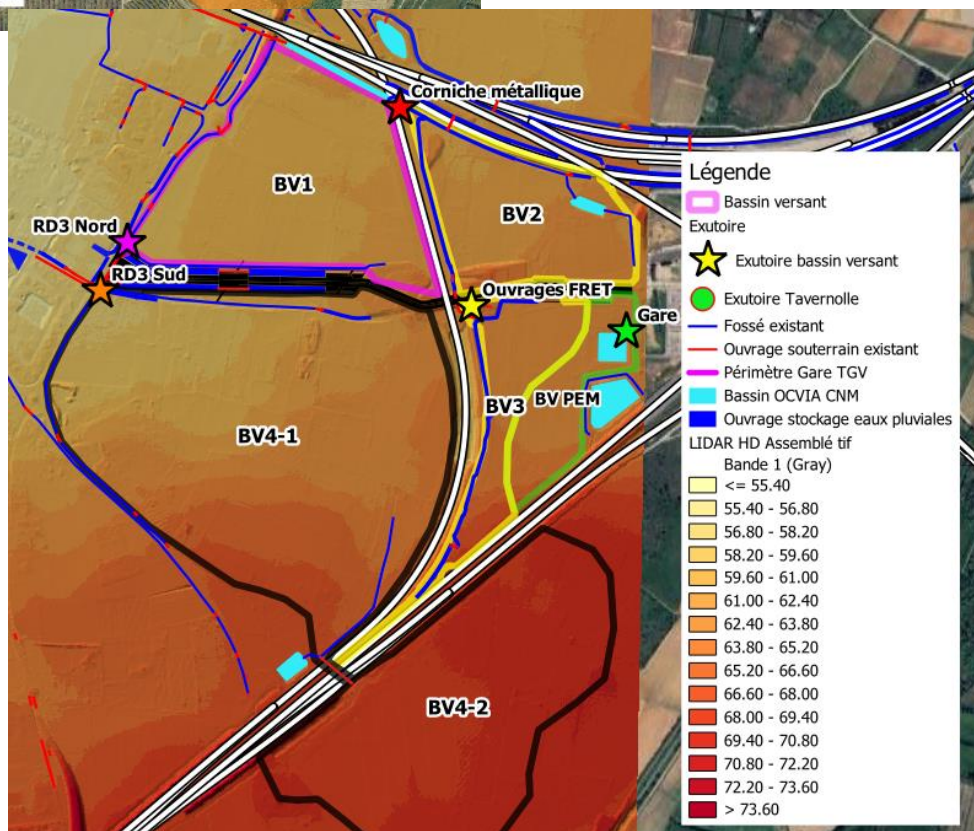 Corniche métallique
BV1
BV2
RD3 Nord
RD3 Sud
Ouvrages FRET
Gare
BV3
BV PEM
BV4-1
BV4-2
Légende
Bassin versant
Exutoire
Exutoire bassin versant
Exutoire Tavernolle
Fossé existant
Ouvrage souterrain existant
Périmètre Gare TGV
Bassin OCVIA CNM
Ouvrage stockage eaux pluviales
LIDAR HD Assemblé tif
Bande 1 (Gray)
<= 55.40
55.40 - 56.80
56.80 - 58.20
58.20 - 59.60
59.60 - 61.00
61.00 - 62.40
62.40 - 63.80
63.80 - 65.20
65.20 - 66.60
66.60 - 68.00
68.00 - 69.40
69.40 - 70.80
70.80 - 72.20
72.20 - 73.60
> 73.60